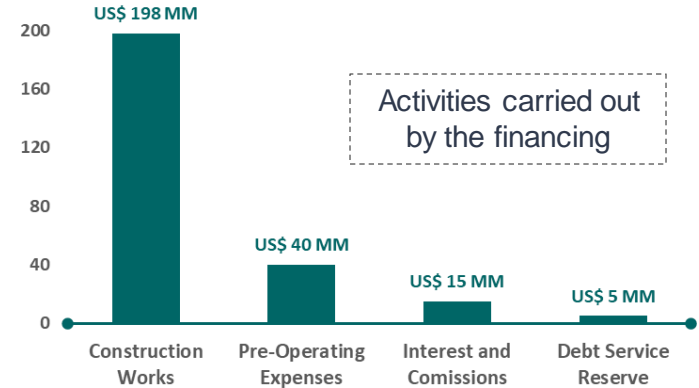 US$ 198 MM
200
160
120
80
40
0
Activities carried out
by the financing
US$ 40 MM
US$ 15 MM
US$ 5 MM
Construction
Works
Pre-Operating
Expenses
Interest and
Comissions
Debt Service
Reserve